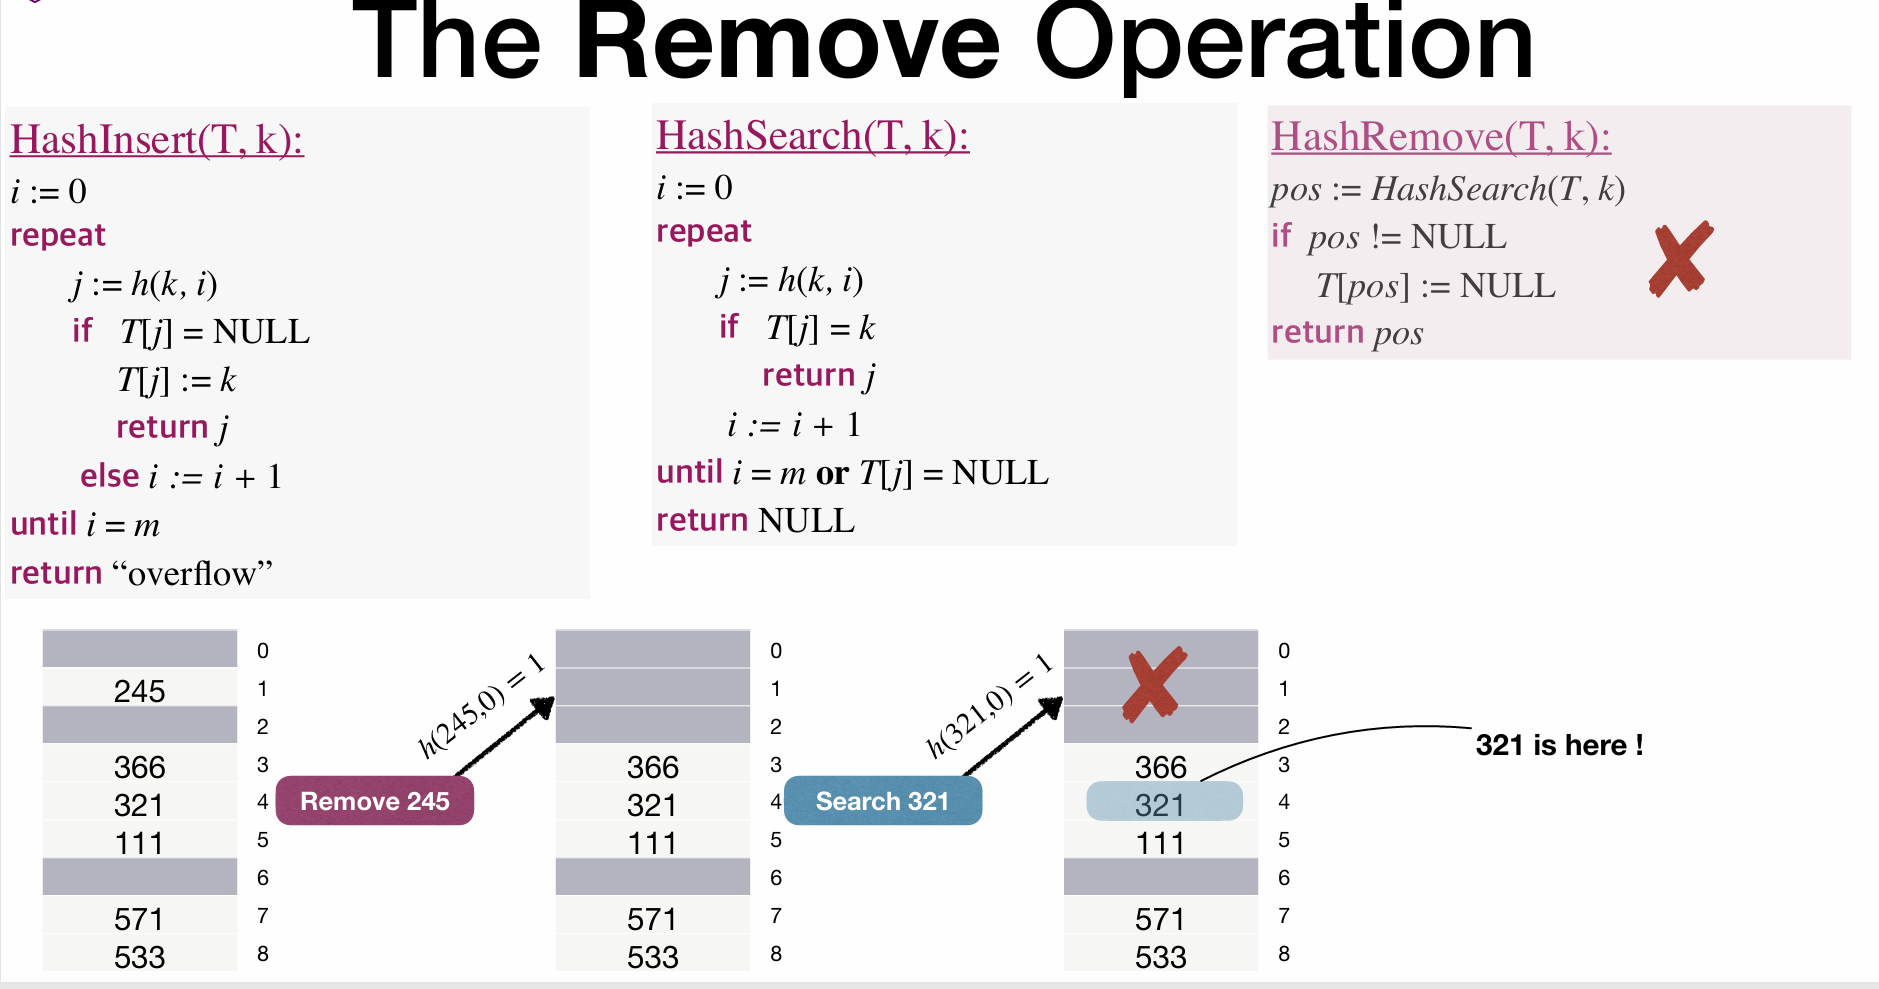 The Remove Operation
HashInsert(T, k):
i := 0
repeat
j := h(k, i)
if T[j] = NULL
T[j] := k
return j
else i := i + 1
until i = m
return “overflow”
HashSearch(T, k):
i := 0
repeat
j := h(k, i)
if T[j] = k
return j
i := i + 1
until i = m or T[j] = NULL
return NULL
HashRemove(T, k):
pos := HashSearch(T, k)
if pos != NULL
T[pos] := NULL
return pos
0
245 1
2
366 3
321 4
111 5
6
571 7
533 8
Remove 245
h(245,0) = 1
0
1
2
366 3
321 4
111 5
6
571 7
533 8
Search 321
h(321,0) = 1
0
1
2
366 3
321 4
111 5
6
571 7
533 8
321 is here !